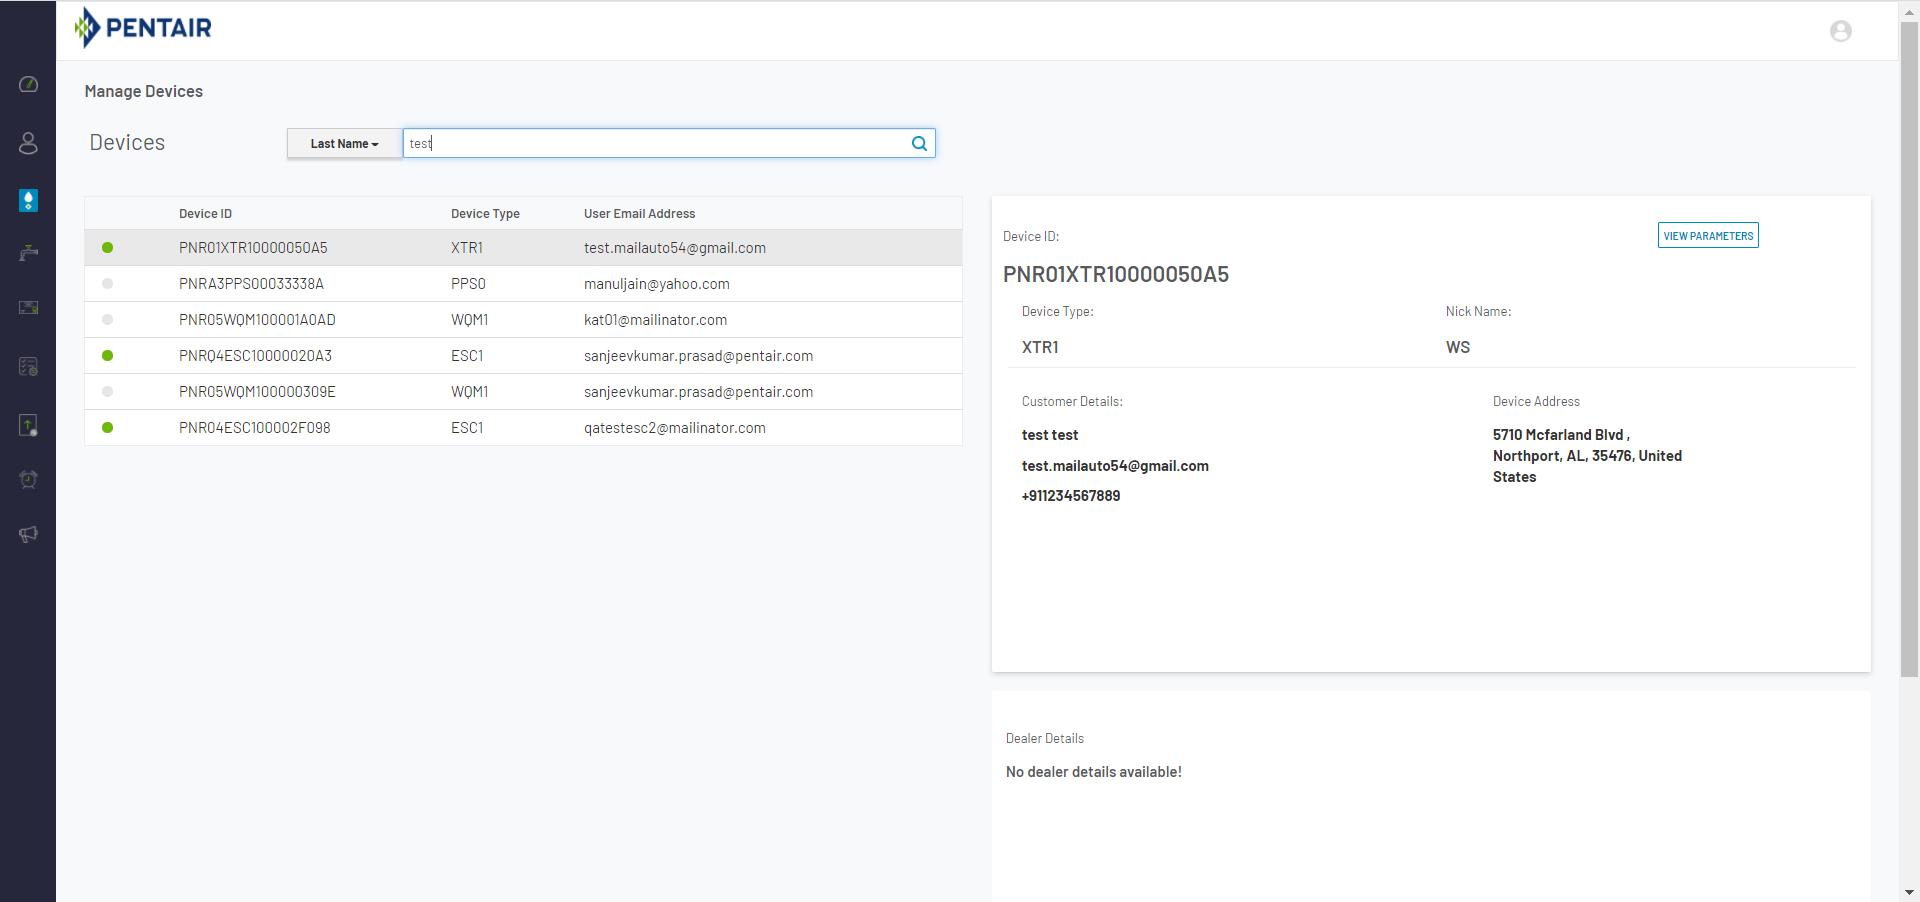 PENTAIR
Manage Devices
Devices
Last Name
test
Device ID Device Type User Email Address
PNR01XTR10000050A5 XTR1 test.mailauto54@gmail.com
PNRA3PPS00033338A PPS0 manuljain@yahoo.com
PNR05WQM100001A0AD WQM1 kat01@mailinator.com
PNRQ4ESC10000020A3 ESC1 sanjeevkumar.prasad@pentair.com
PNR05WQM100000309E WQM1 sanjeevkumar.prasad@pentair.com
PNR04ESC100002F098 ESC1 qatestesc2@mailinator.com
Device ID:
VIEW PARAMETERS
PNR01XTR10000050A5
Device Type: Nick Name:
XTR1 WS
Customer Details:
test test
test.mailauto54@gmail.com
+911234567889
Device Address
5710 Mcfarland Blvd ,
Northport, AL, 35476, United
States
Dealer Details
No dealer details available!